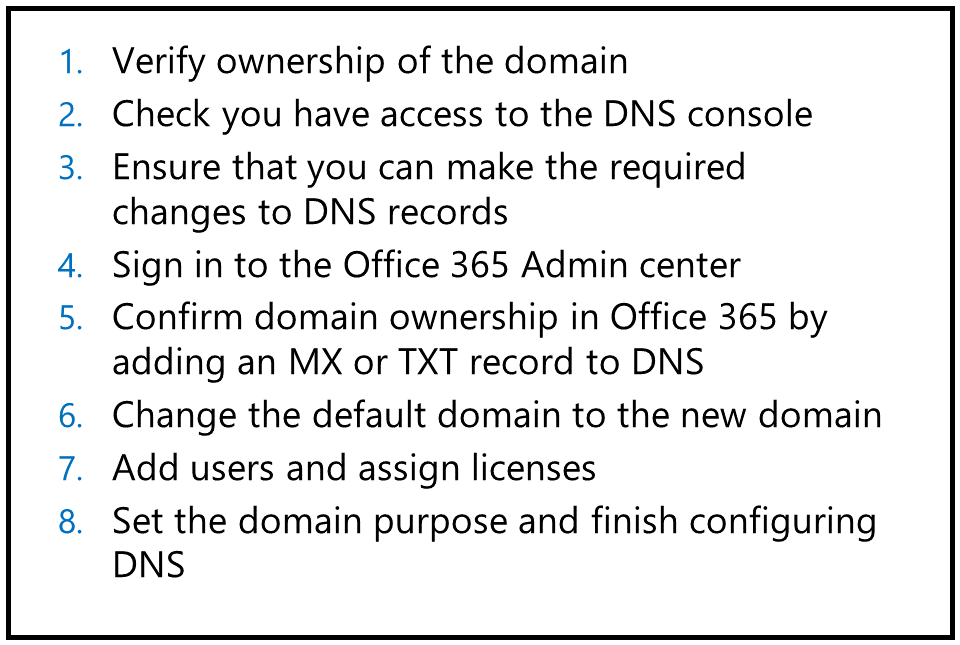 1. Verify ownership of the domain
2. Check you have access to the DNS console
3. Ensure that you can make the required
changes to DNS records
4. Sign in to the Office 365 Admin center
5. Confirm domain ownership in Office 365 by
adding an MX or TXT record to DNS
6. Change the default domain to the new domain
7. Add users and assign licenses
8. Set the domain purpose and finish configuring
DNS